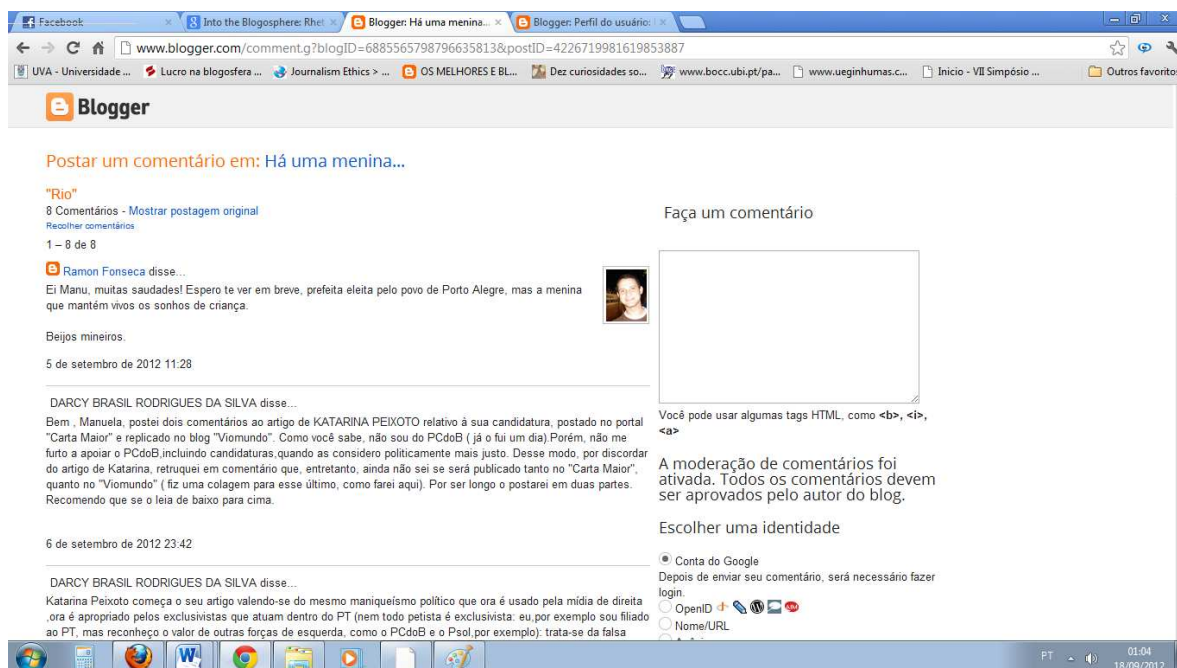 Facebook
Into the Blogosphere: Rhet
Blogger: Há uma menina...
Blogger: Perfil do usuário:
www.blogger.com/comment.g?blogID=6885565798796635813&postID=4226719981619853887
UVA - Universidade ...
Lucro na blogosfera ...
Journalism Ethics > ...
OS MELHORES E BL...
Dez curiosidades so...
www.bocc.ubi.pt/pa...
www.ueginhumas.c...
Inicio - VII Simpósio ...
Outros favoritos
Blogger
Postar um comentário em: Há uma menina...
"Rio"
8 Comentários - Mostrar postagem original
Recolher comentários
1 – 8 de 8
Ramon Fonseca disse...
Ei Manu, muitas saudades! Espero te ver em breve, prefeita eleita pelo povo de Porto Alegre, mas a menina
que mantém vivos os sonhos de criança.
Beijos mineiros.
5 de setembro de 2012 11:28
DARCY BRASIL RODRIGUES DA SILVA disse...
Bem , Manuela, postei dois comentários ao artigo de KATARINA PEIXOTO relativo à sua candidatura, postado no portal
"Carta Maior" e replicado no blog "Viomundo". Como você sabe, não sou do PCdoB ( já o fui um dia).Porém, não me
furto a apoiar o PCdoB,incluindo candidaturas,quando as considero politicamente mais justo. Desse modo, por discordar
do artigo de Katarina, retruquei em comentário que, entretanto, ainda não sei se será publicado tanto no "Carta Maior",
quanto no "Viomundo" ( fiz uma colagem para esse último, como farei aqui). Por ser longo o postarei em duas partes.
Recomendo que se o leia de baixo para cima.
6 de setembro de 2012 23:42
DARCY BRASIL RODRIGUES DA SILVA disse...
Katarina Peixoto começa o seu artigo valendo-se do mesmo maniqueísmo político que ora é usado pela mídia de direita
,ora é apropriado pelos exclusivistas que atuam dentro do PT (nem todo petista é exclusivista: eu,por exemplo sou filiado
ao PT, mas reconheço o valor de outras forças de esquerda, como o PCdoB e o Psol,por exemplo): trata-se da falsa
Faça um comentário
Você pode usar algumas tags HTML, como <b>, <i>,
<a>
A moderação de comentários foi
ativada. Todos os comentários devem
ser aprovados pelo autor do blog.
Escolher uma identidade
Conta do Google
Depois de enviar seu comentário, será necessário fazer
login.
OpenID
Nome/URL
PT
01:04
18/09/2012